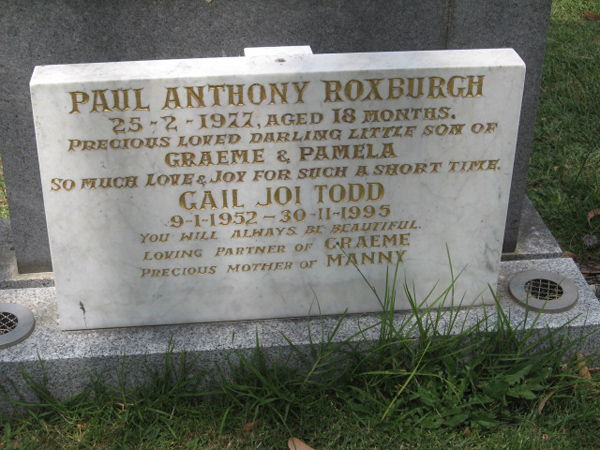 PAUL ANTHONY ROXBURGH
25-2-1977, AGED 18 MONTHS.
PRECIOUS LOVED DARLING LITTLE SON OF
GRAEME & PAMELA
SO MUCH LOVE & JOY FOR SUCH A SHORT TIME.
GAIL JOI TODD
9-1-1952 - 30-11-1995
YOU WILL ALWAYS BE BEAUTIFUL.
LOVING PARTNER OF GRAEME
PRECIOUS MOTHER OF MANNY